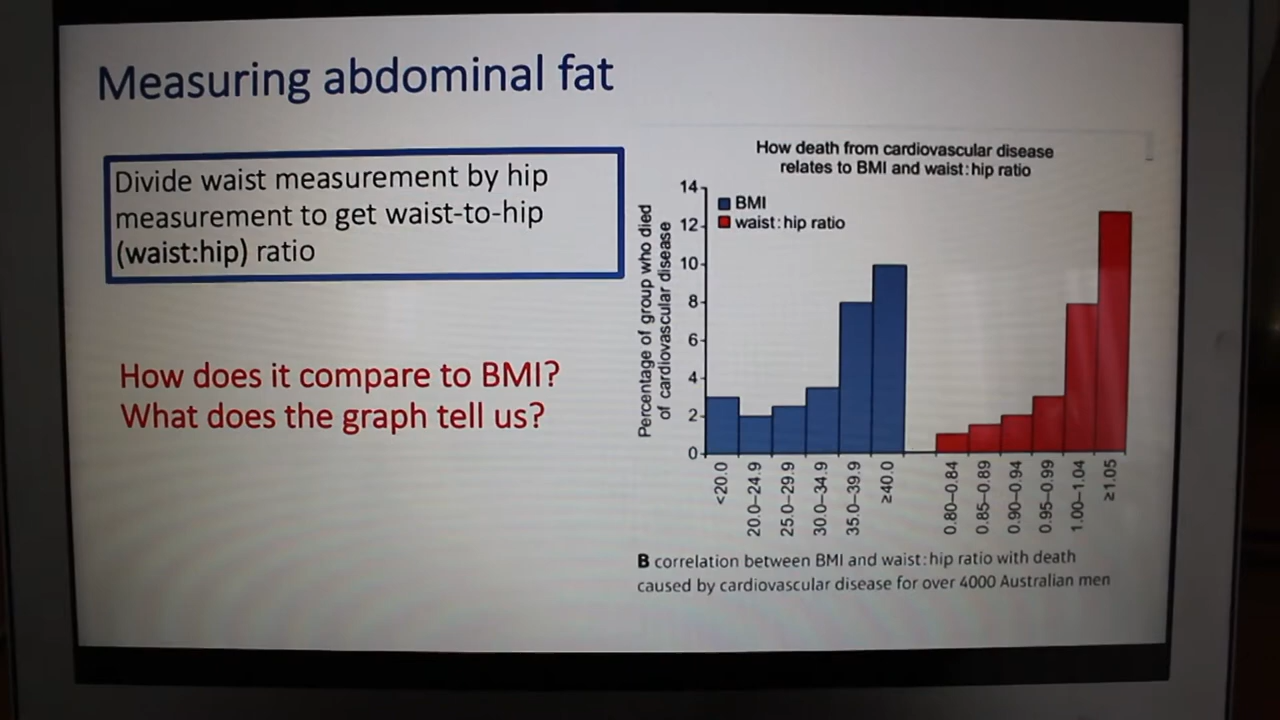 Measuring abdominal fat
Divide waist measurement by hip
measurement to get waist-to-hip
(waist:hip) ratio
How does it compare to BMI?
What does the graph tell us?
How death from cardiovascular disease
relates to BMI and waist:hip ratio
BMI
waist:hip ratio
Percentage of group who died
of cardiovascular disease
14
12
10
8
6
4
2
0
<20.0
20.0–24.9
25.0–29.9
30.0–34.9
35.0–39.9
≥40.0
0.80–0.84
0.85–0.89
0.90–0.94
0.95–0.99
1.00–1.04
≥1.05
B correlation between BMI and waist:hip ratio with death
caused by cardiovascular disease for over 4000 Australian men